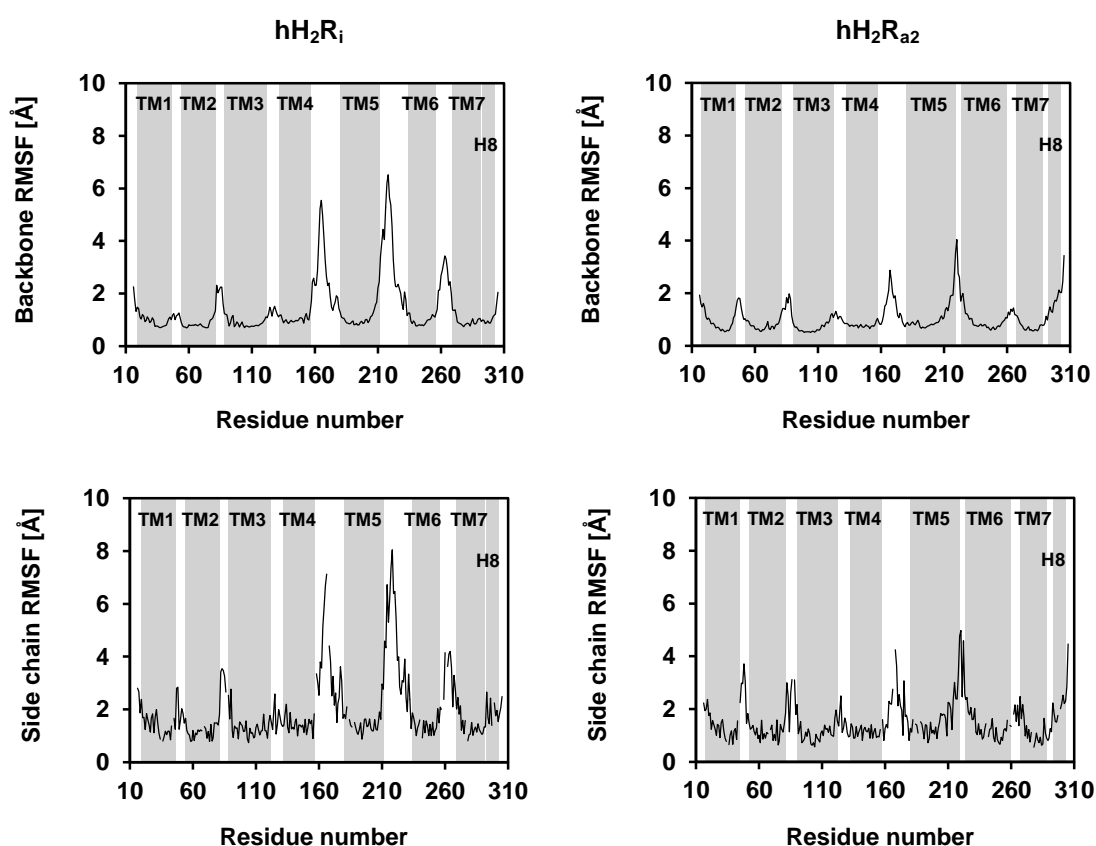 hH₂Rᵢ
hH₂Rₐ₂
Backbone RMSF [Å]
10
8
6
4
2
0
TM1 TM2 TM3 TM4 TM5 TM6 TM7
H8
10 60 110 160 210 260 310
Residue number
Backbone RMSF [Å]
10
8
6
4
2
0
TM1 TM2 TM3 TM4 TM5 TM6 TM7
H8
10 60 110 160 210 260 310
Residue number
Side chain RMSF [Å]
10
8
6
4
2
0
TM1 TM2 TM3 TM4 TM5 TM6 TM7
H8
10 60 110 160 210 260 310
Residue number
Side chain RMSF [Å]
10
8
6
4
2
0
TM1 TM2 TM3 TM4 TM5 TM6 TM7
H8
10 60 110 160 210 260 310
Residue number